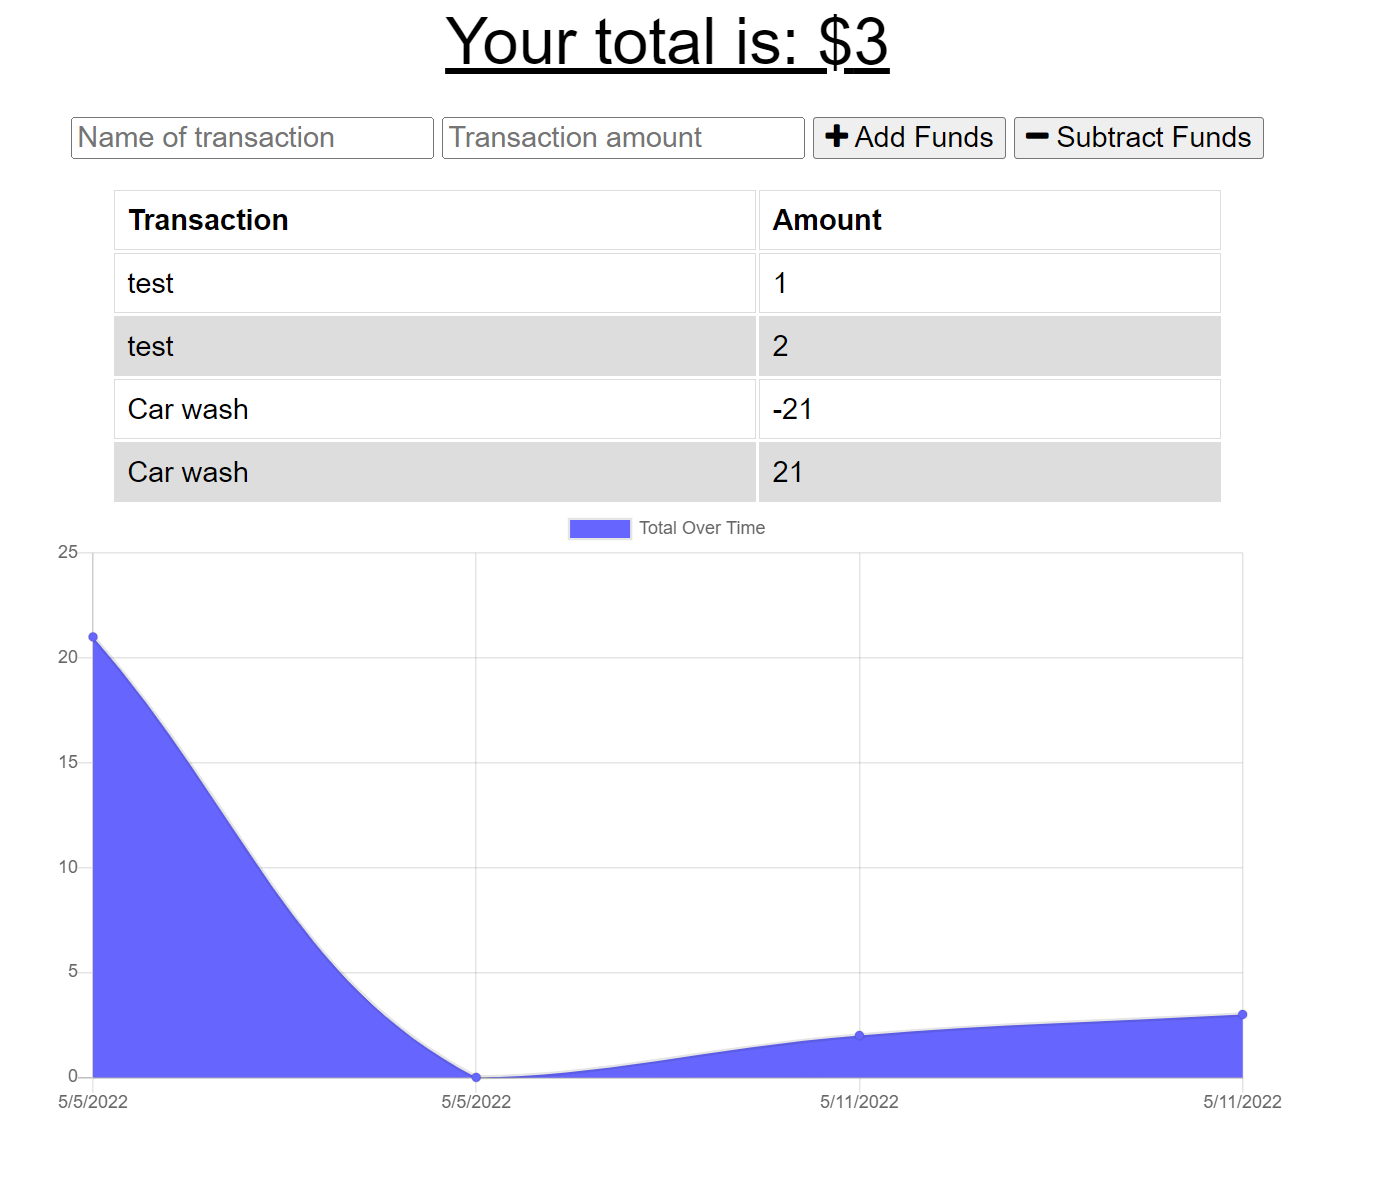 Your total is: $3
Name of transaction Transaction amount Add Funds Subtract Funds
Transaction Amount
test 1
test 2
Car wash -21
Car wash 21
Total Over Time
25
20
15
10
5
0
5/5/2022 5/5/2022 5/11/2022 5/11/2022